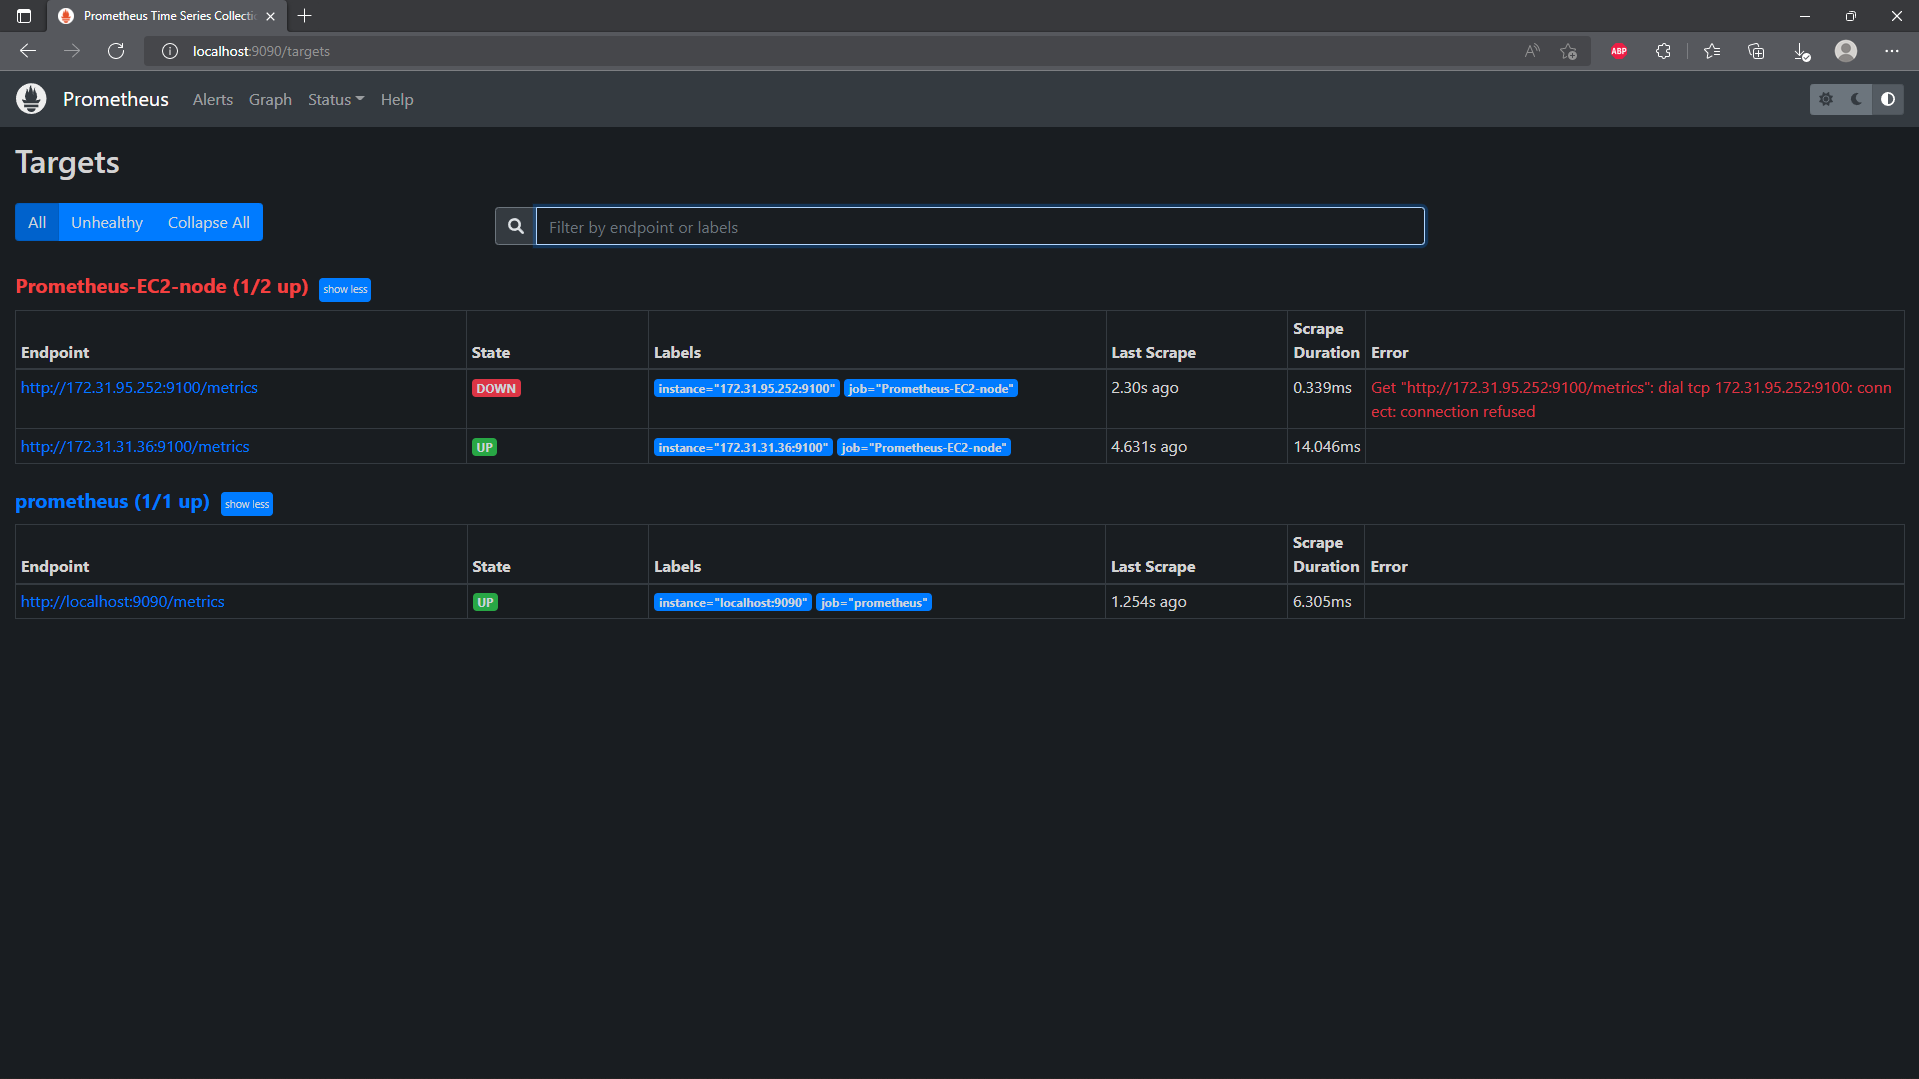 Prometheus Time Series Collecti
localhost:9090/targets
ABP
Prometheus Alerts Graph Status Help
Targets
All Unhealthy Collapse All
Filter by endpoint or labels
Prometheus-EC2-node (1/2 up) show less
Endpoint State Labels Last Scrape Scrape Duration Error
http://172.31.95.252:9100/metrics DOWN instance="172.31.95.252:9100" job="Prometheus-EC2-node" 2.30s ago 0.339ms Get "http://172.31.95.252:9100/metrics": dial tcp 172.31.95.252:9100: conn
ect: connection refused
http://172.31.31.36:9100/metrics UP instance="172.31.31.36:9100" job="Prometheus-EC2-node" 4.631s ago 14.046ms
prometheus (1/1 up) show less
Endpoint State Labels Last Scrape Scrape Duration Error
http://localhost:9090/metrics UP instance="localhost:9090" job="prometheus" 1.254s ago 6.305ms